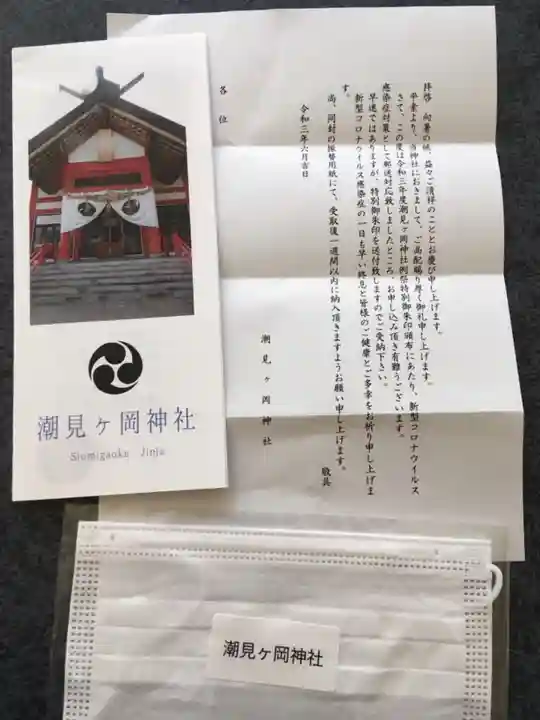 潮見ヶ岡神社
Siomigaoka Jinja
拝啓 向暑の候、益々ご清祥のこととお慶び申し上げます。
平素より、当神社におきまして、ご高配賜り厚く御礼申し上げます。
さて、この度は令和三年度潮見ヶ岡神社例祭特別御朱印頒布にあたり、新型コロナウイルス
感染症対策として郵送対応致しましたところ、お申し込み頂き有難うございます。
早速ではありますが、特別御朱印を送付致しますのでご受納下さい。
新型コロナウイルス感染症の一日も早い終息と皆様のご健康とご多幸をお祈り申し上げま
す。
尚、同封の振替用紙にて、受取後一週間以内に納入頂きますようお願い申し上げます。
敬具
令和三年六月吉日
潮見ヶ岡神社
各位
潮見ヶ岡神社